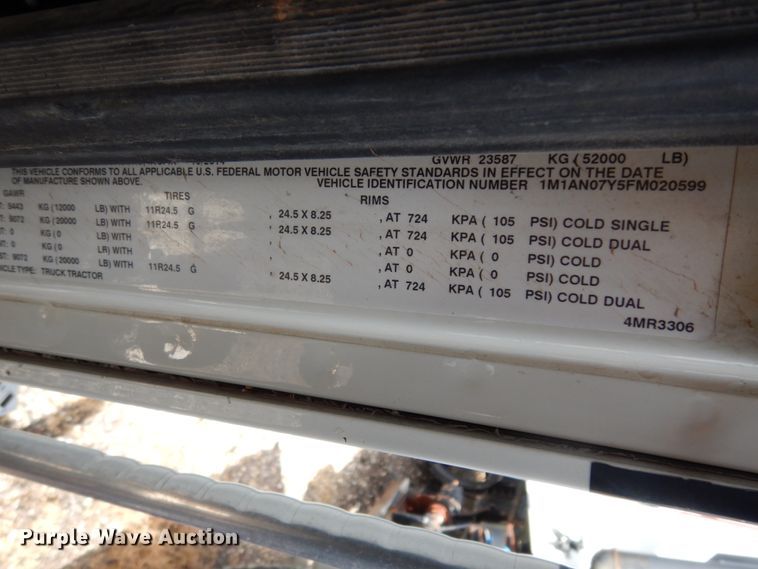 GVWR 23587 KG ( 52000 LB)
THIS VEHICLE CONFORMS TO ALL APPLICABLE U.S. FEDERAL MOTOR VEHICLE SAFETY STANDARDS IN EFFECT ON THE DATE
OF MANUFACTURE SHOWN ABOVE. VEHICLE IDENTIFICATION NUMBER 1M1AN07Y5FM020599
GAWR TIRES RIMS
5443 KG (12000 LB) WITH 11R24.5 G , 24.5 X 8.25 , AT 724 KPA ( 105 PSI) COLD SINGLE
9072 KG (20000 LB) WITH 11R24.5 G , 24.5 X 8.25 , AT 724 KPA ( 105 PSI) COLD DUAL
0 KG ( 0 LB) WITH , AT 0 KPA ( 0 PSI) COLD
0 KG ( 0 LB) WITH , AT 0 KPA ( 0 PSI) COLD
9072 KG (20000 LB) WITH 11R24.5 G , 24.5 X 8.25 , AT 724 KPA ( 105 PSI) COLD DUAL
TYPE: TRUCK TRACTOR
4MR3306
Purple Wave Auction